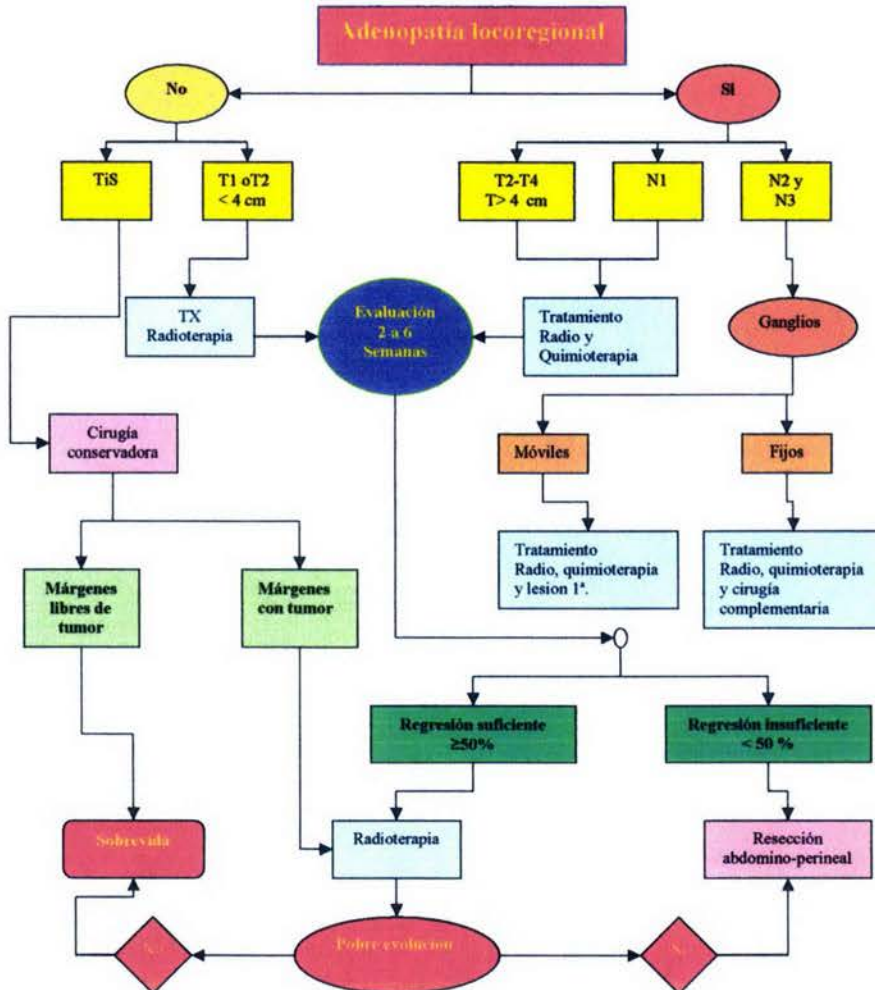 Adenopatia locoregional
No
SI
TiS
T1 oT2
< 4 cm
T2-T4
T> 4 cm
N1
N2 y
N3
TX
Radioterapia
Evaluación
2 a 6
Semanas
Tratamiento
Radio y
Quimioterapia
Ganglios
Cirugía
conservadora
Móviles
Fijos
Márgenes
libres de
tumor
Márgenes
con tumor
Tratamiento
Radio, quimioterapia
y lesion 1ª.
Tratamiento
Radio, quimioterapia
y cirugía
complementaria
Regresión suficiente
≥50%
Regresión insuficiente
< 50 %
Sobrevida
Radioterapia
Resección
abdomino-perineal
Pobre evolucion